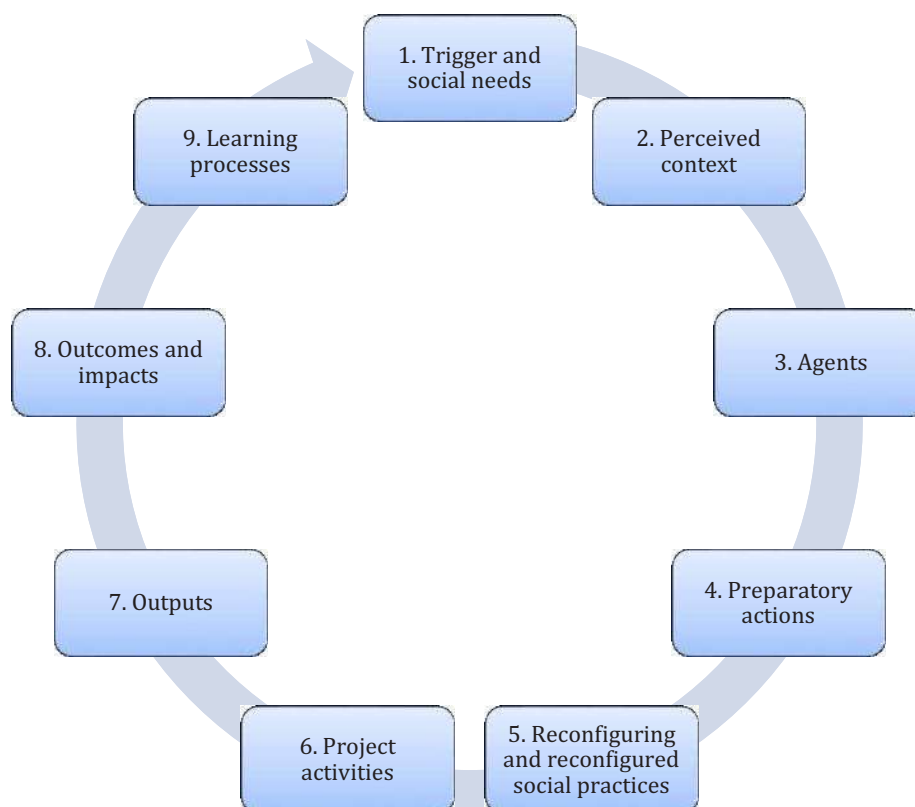 1. Trigger and
social needs
2. Perceived
context
3. Agents
4. Preparatory
actions
5. Reconfiguring
and reconfigured
social practices
6. Project
activities
7. Outputs
8. Outcomes and
impacts
9. Learning
processes